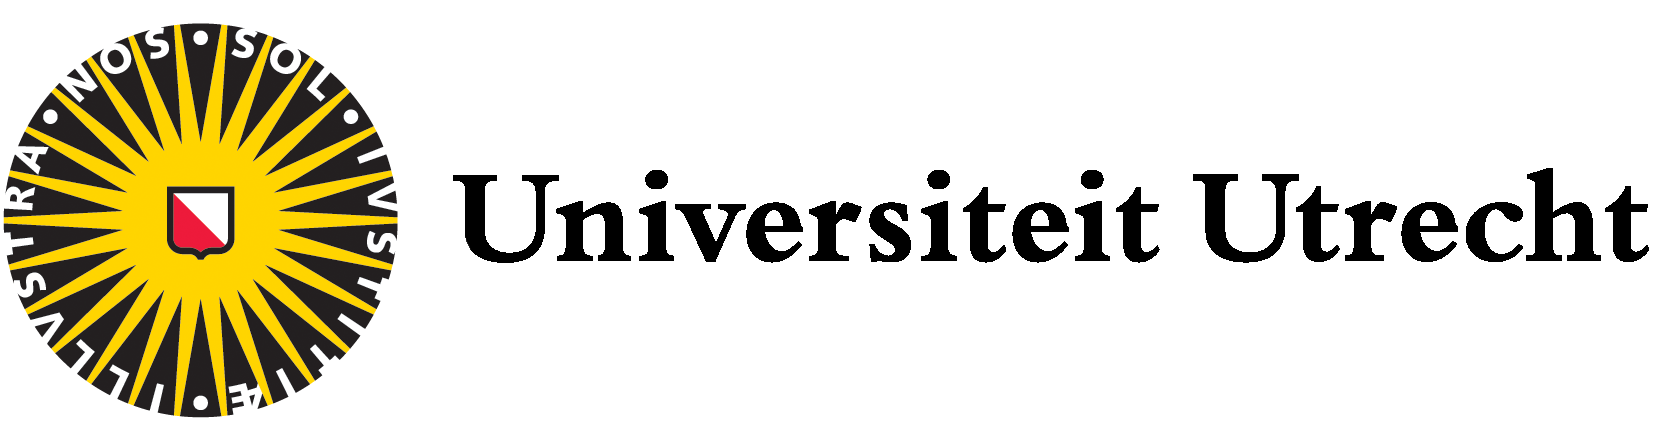 SOL · IVSTITIÆ · ILLVSTRA · NOS ·
Universiteit Utrecht